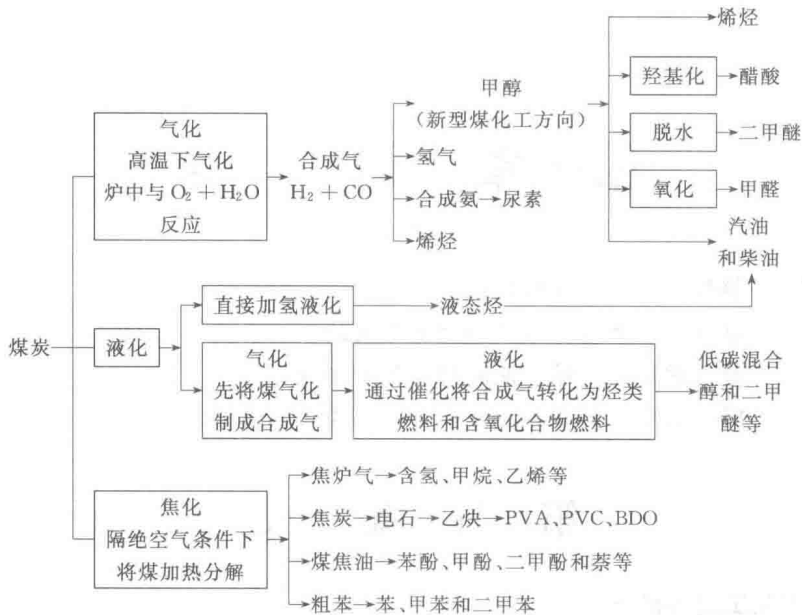 烯烃
羟基化
醋酸
甲醇
(新型煤化工方向)
脱水
二甲醚
气化
高温下气化
炉中与 O₂＋H₂O
反应
合成气
H₂＋CO
氢气
氧化
甲醛
合成氨
尿素
烯烃
汽油
和柴油
煤炭
液化
直接加氢液化
液态烃
气化
先将煤气化
制成合成气
液化
通过催化将合成气转化为烃类
燃料和含氧化合物燃料
低碳混合
醇和二甲
醚等
焦化
隔绝空气条件下
将煤加热分解
焦炉气
含氢、甲烷、乙烯等
焦炭
电石
乙炔
PVA、PVC、BDO
煤焦油
苯酚、甲酚、二甲酚和萘等
粗苯
苯、甲苯和二甲苯